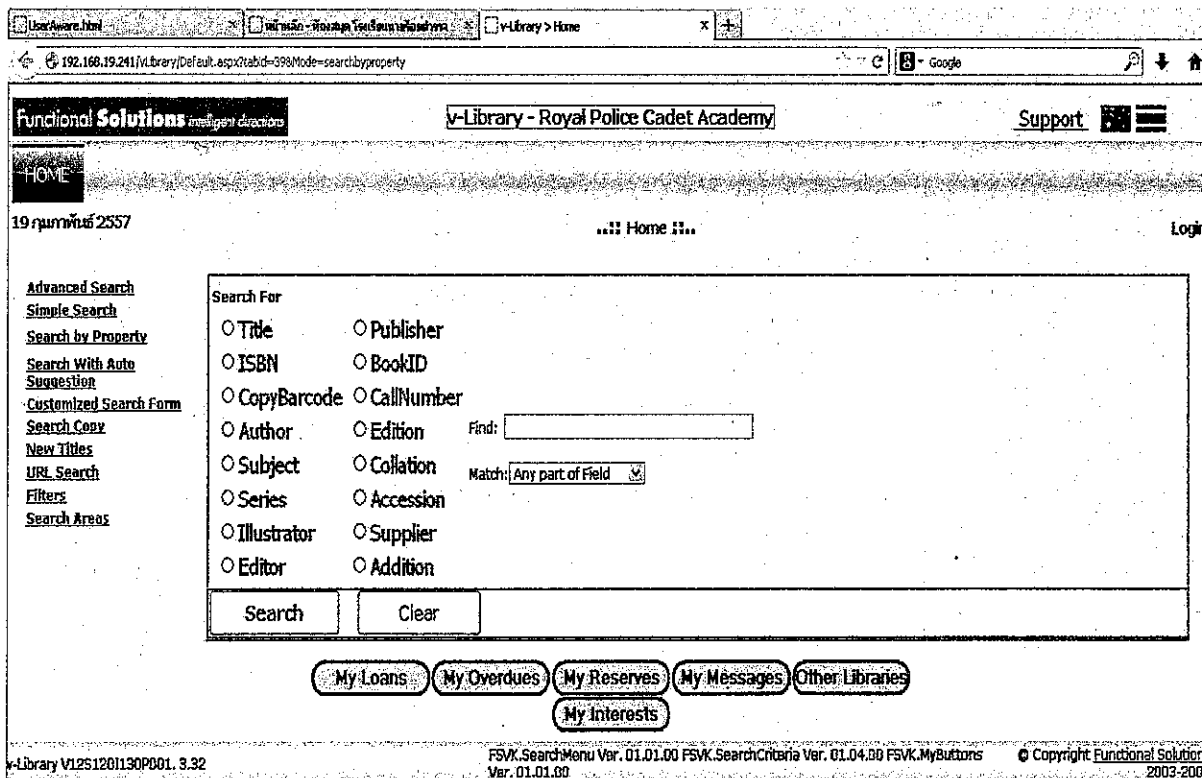 UserAware.html
v-Library > Home
192.168.19.241/vLibrary/Default.aspx?tabid=39&Mode=searchbyproperty
Google
Functional Solutions intelligent directions
v-Library - Royal Police Cadet Academy
Support
HOME
19 กุมภาพันธ์ 2557
..:: Home ::..
Login
Advanced Search
Simple Search
Search by Property
Search With Auto
Suggestion
Customized Search Form
Search Copy
New Titles
URL Search
Filters
Search Areas
Search For
Title Publisher
ISBN BookID
CopyBarcode CallNumber
Author Edition
Find:
Subject Collation
Match: Any part of Field
Series Accession
Illustrator Supplier
Editor Addition
Search Clear
My Loans My Overdues My Reserves My Messages Other Libraries
My Interests
v-Library V12S120I130P001. 3.32
FSVK.SearchMenu Ver. 01.01.00 FSVK.SearchCriteria Ver. 01.04.00 FSVK.MyButtons
Ver. 01.01.00
© Copyright Functional Solution